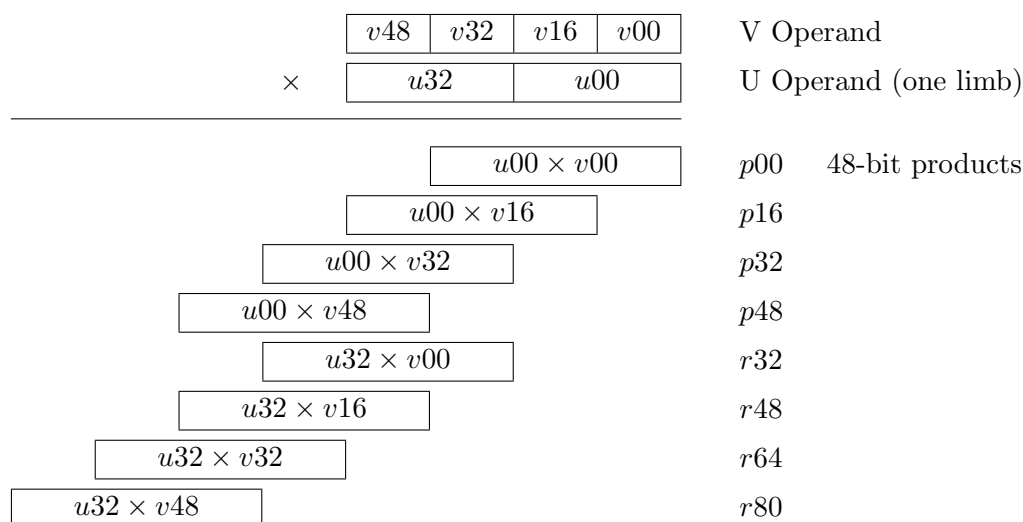 v48 v32 v16 v00 V Operand
× u32 u00 U Operand (one limb)
u00 × v00 p00 48-bit products
u00 × v16 p16
u00 × v32 p32
u00 × v48 p48
u32 × v00 r32
u32 × v16 r48
u32 × v32 r64
u32 × v48 r80